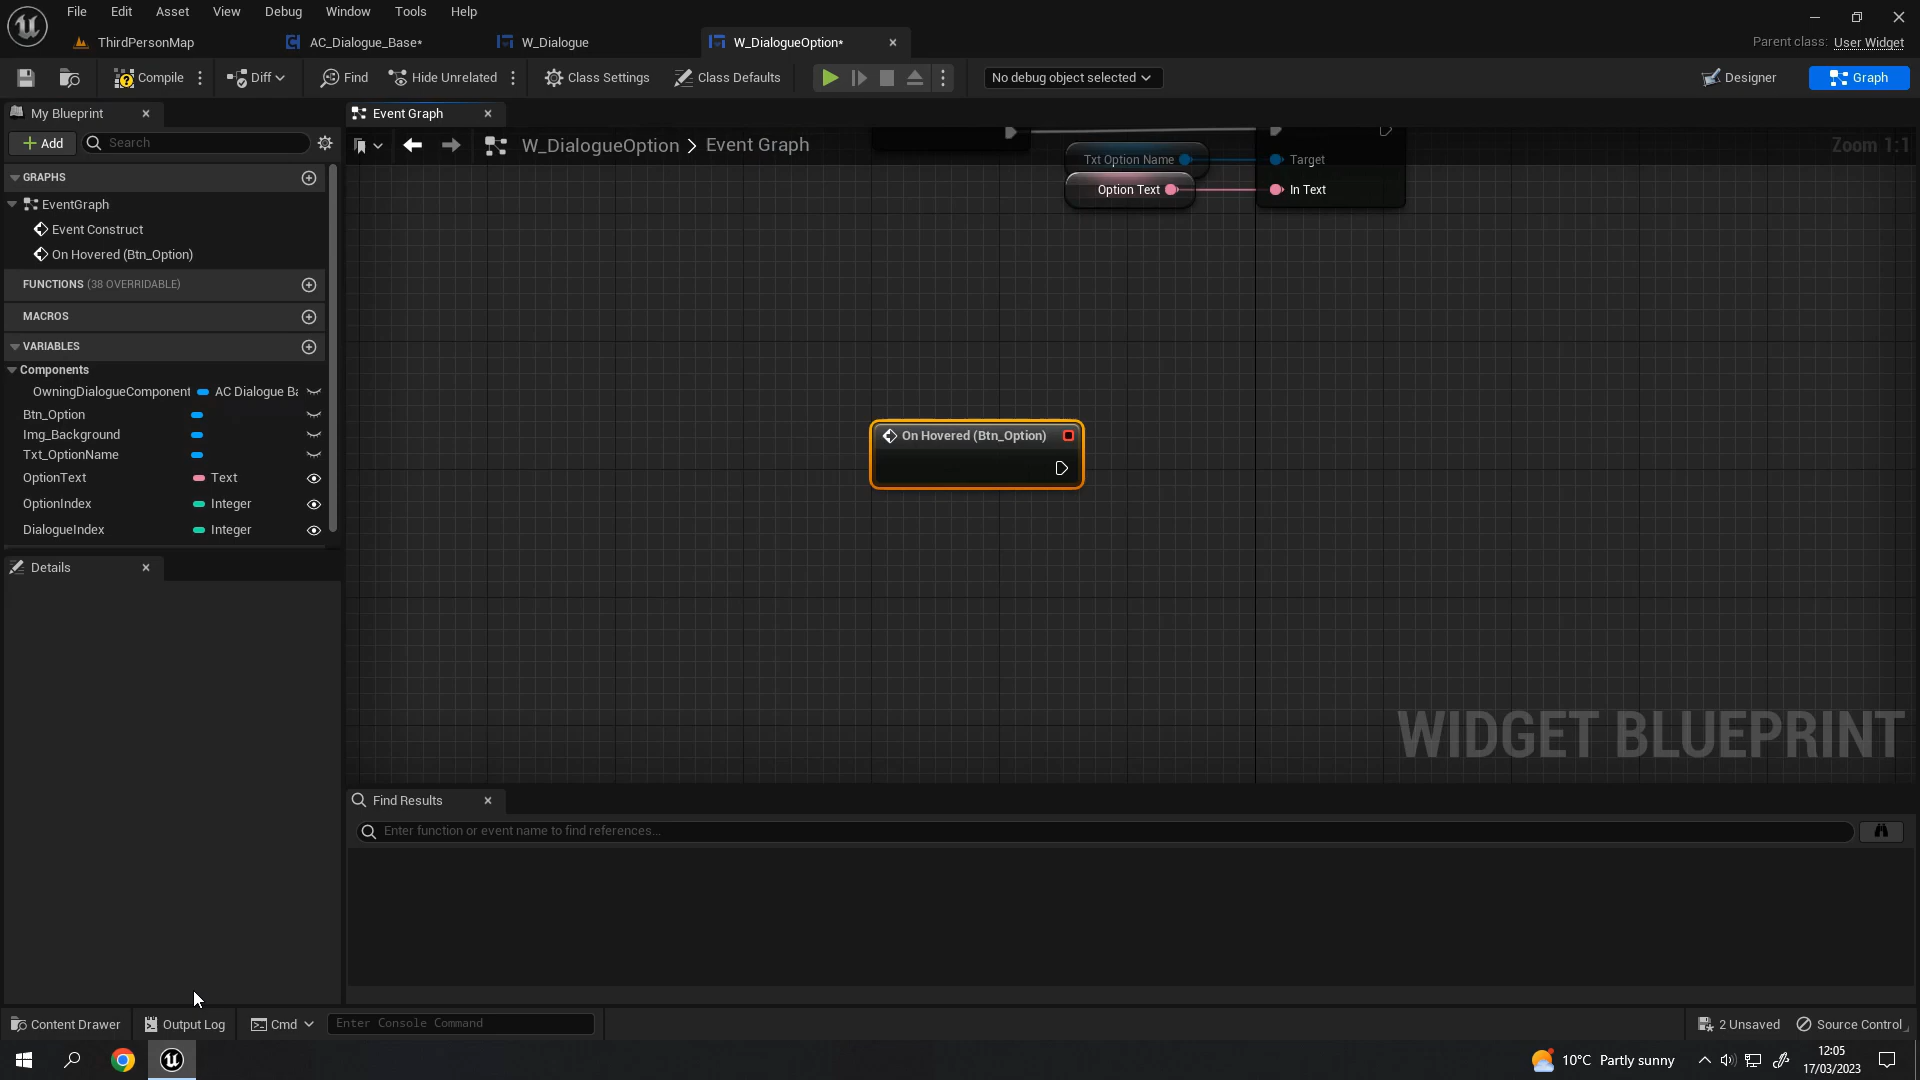 File Edit Asset View Debug Window Tools Help
ThirdPersonMap AC_Dialogue_Base* W_Dialogue W_DialogueOption* Parent class: User Widget
Compile Diff Find Hide Unrelated Class Settings Class Defaults No debug object selected Designer Graph
My Blueprint Event Graph
Add Search W_DialogueOption > Event Graph Zoom 1:1
Txt Option Name Target
Option Text In Text
GRAPHS
EventGraph
Event Construct
On Hovered (Btn_Option)
FUNCTIONS (38 OVERRIDABLE)
MACROS
VARIABLES
Components
OwningDialogueComponent AC Dialogue Ba
Btn_Option
Img_Background
Txt_OptionName
OptionText Text
OptionIndex Integer
DialogueIndex Integer
On Hovered (Btn_Option)
Details
WIDGET BLUEPRINT
Find Results
Enter function or event name to find references...
Content Drawer Output Log Cmd Enter Console Command 2 Unsaved Source Control
10°C Partly sunny 12:05
17/03/2023